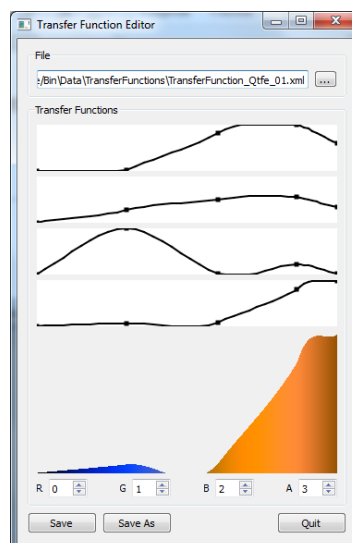 Transfer Function Editor
File
e/Bin\Data\TransferFunctions\TransferFunction_Qtfe_01.xml
...
Transfer Functions
R 0 G 1 B 2 A 3
Save Save As Quit